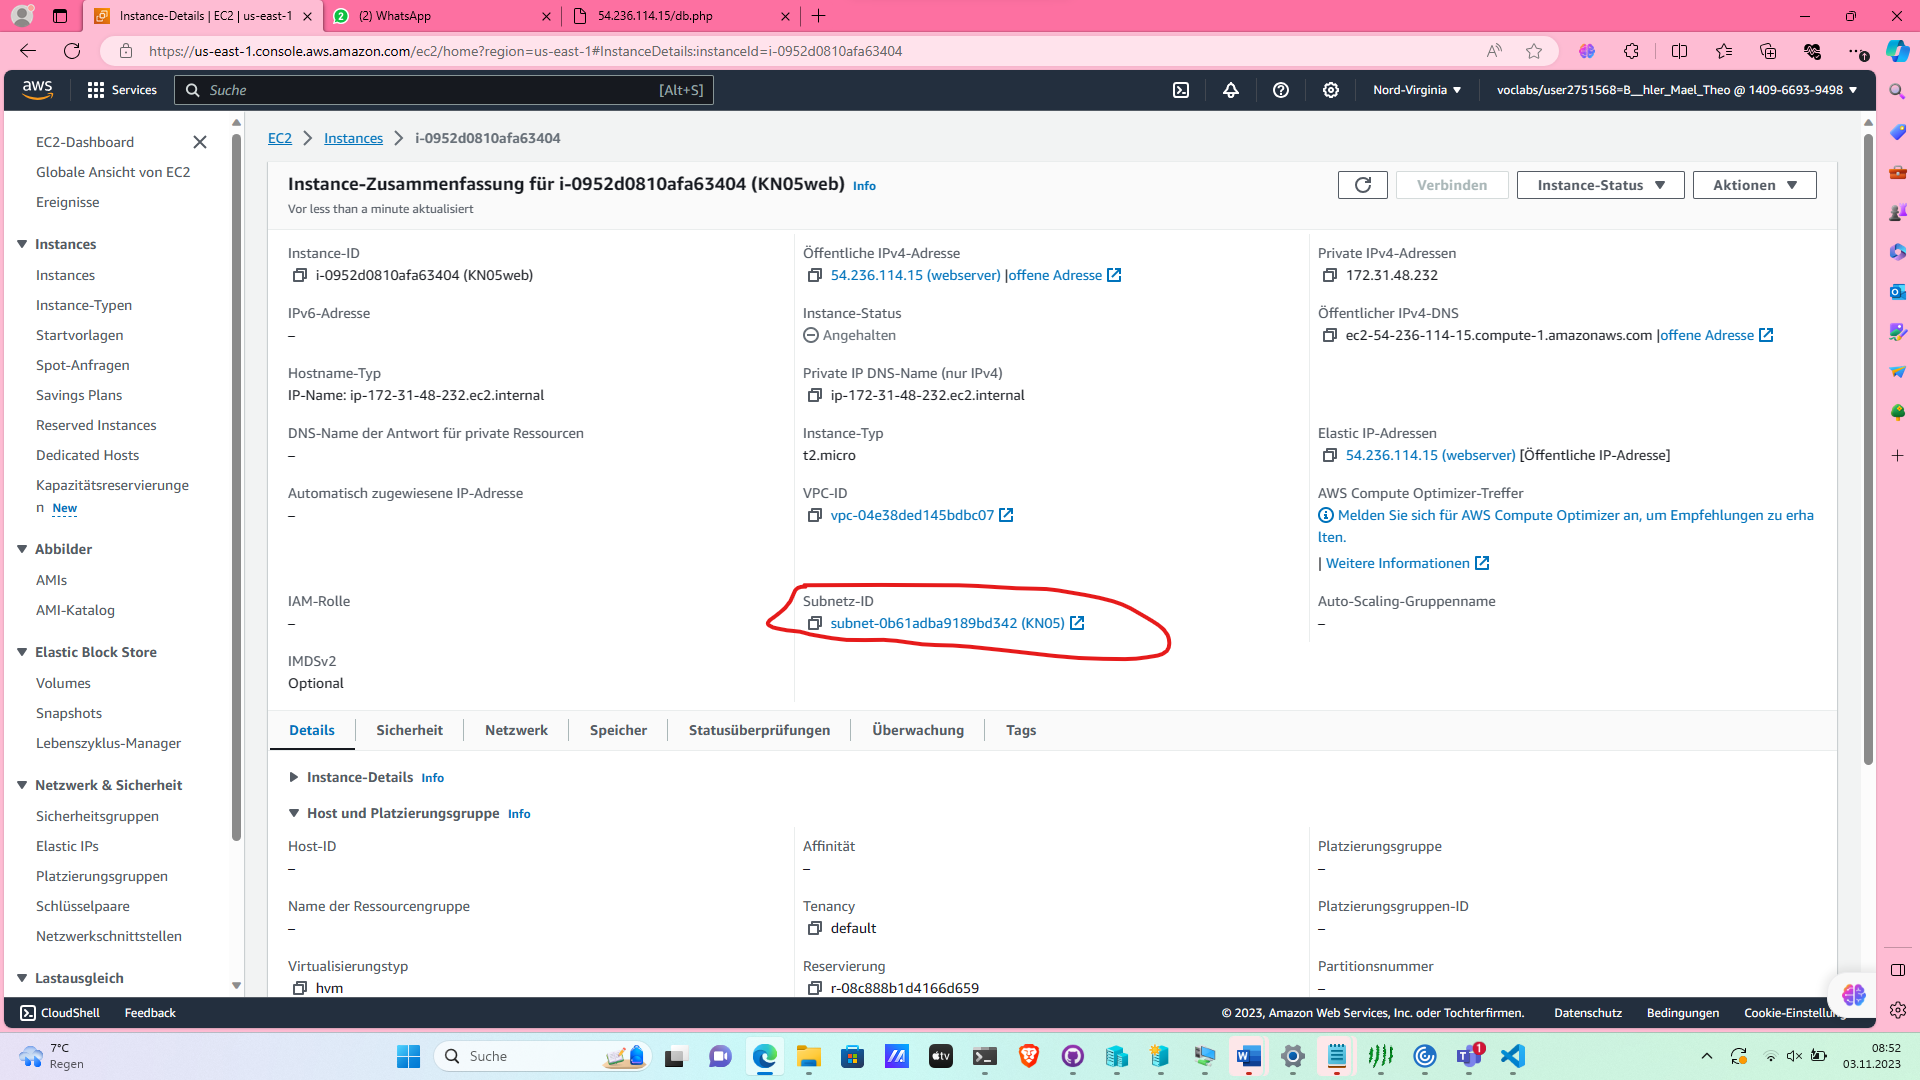 Instance-Details | EC2 | us-east-1
(2) WhatsApp
54.236.114.15/db.php
https://us-east-1.console.aws.amazon.com/ec2/home?region=us-east-1#InstanceDetails:instanceId=i-0952d0810afa63404
aws
Services
Suche
[Alt+S]
Nord-Virginia
voclabs/user2751568=B__hler_Mael_Theo @ 1409-6693-9498
EC2-Dashboard
Globale Ansicht von EC2
Ereignisse
Instances
Instances
Instance-Typen
Startvorlagen
Spot-Anfragen
Savings Plans
Reserved Instances
Dedicated Hosts
Kapazitätsreservierunge
n New
Abbilder
AMIs
AMI-Katalog
Elastic Block Store
Volumes
Snapshots
Lebenszyklus-Manager
Netzwerk & Sicherheit
Sicherheitsgruppen
Elastic IPs
Platzierungsgruppen
Schlüsselpaare
Netzwerkschnittstellen
Lastausgleich
EC2
Instances
i-0952d0810afa63404
Instance-Zusammenfassung für i-0952d0810afa63404 (KN05web) Info
Vor less than a minute aktualisiert
Verbinden
Instance-Status
Aktionen
Instance-ID
i-0952d0810afa63404 (KN05web)
Öffentliche IPv4-Adresse
54.236.114.15 (webserver) |offene Adresse
Private IPv4-Adressen
172.31.48.232
IPv6-Adresse
–
Instance-Status
Angehalten
Öffentlicher IPv4-DNS
ec2-54-236-114-15.compute-1.amazonaws.com |offene Adresse
Hostname-Typ
IP-Name: ip-172-31-48-232.ec2.internal
Private IP DNS-Name (nur IPv4)
ip-172-31-48-232.ec2.internal
DNS-Name der Antwort für private Ressourcen
–
Instance-Typ
t2.micro
Elastic IP-Adressen
54.236.114.15 (webserver) [Öffentliche IP-Adresse]
Automatisch zugewiesene IP-Adresse
–
VPC-ID
vpc-04e38ded145bdbc07
AWS Compute Optimizer-Treffer
Melden Sie sich für AWS Compute Optimizer an, um Empfehlungen zu erha
lten.
| Weitere Informationen
IAM-Rolle
–
Subnetz-ID
subnet-0b61adba9189bd342 (KN05)
Auto-Scaling-Gruppenname
–
IMDSv2
Optional
Details
Sicherheit
Netzwerk
Speicher
Statusüberprüfungen
Überwachung
Tags
Instance-Details Info
Host und Platzierungsgruppe Info
Host-ID
–
Affinität
–
Platzierungsgruppe
–
Name der Ressourcengruppe
–
Tenancy
default
Platzierungsgruppen-ID
–
Virtualisierungstyp
hvm
Reservierung
r-08c888b1d4166d659
Partitionsnummer
–
CloudShell
Feedback
© 2023, Amazon Web Services, Inc. oder Tochterfirmen.
Datenschutz
Bedingungen
Cookie-Einstellung
7°C
Regen
Suche
08:52
03.11.2023